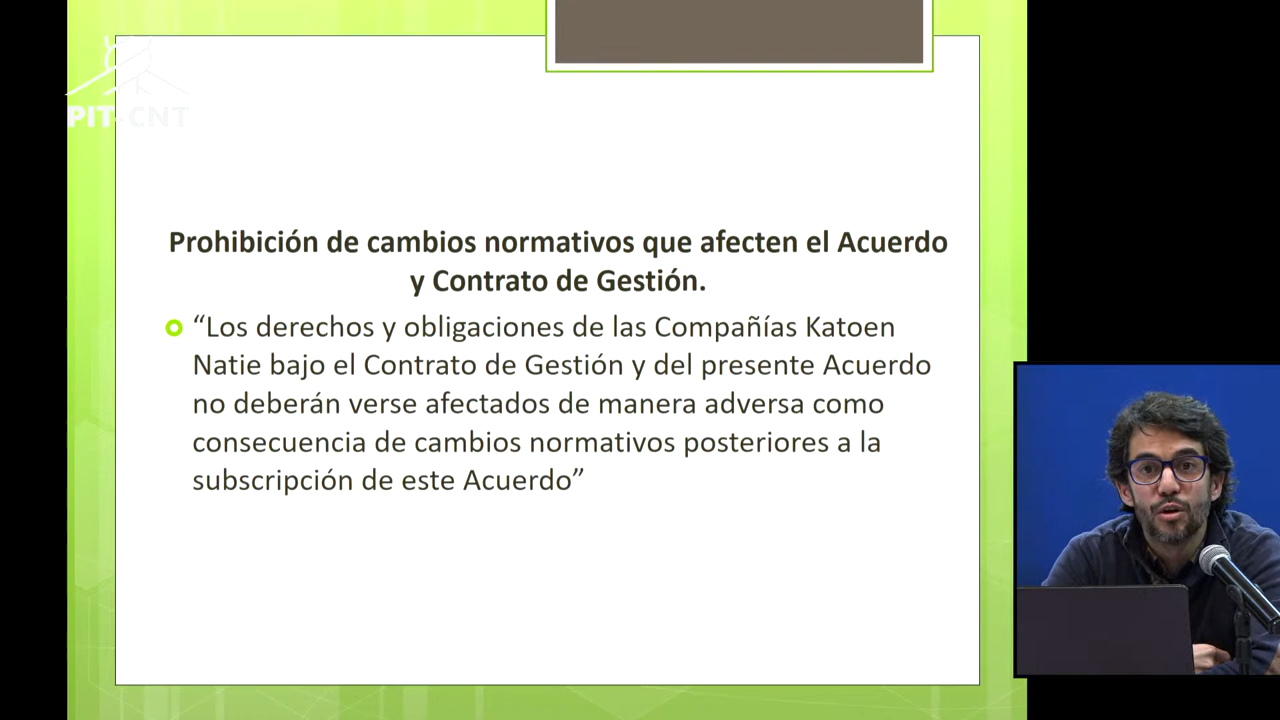 PIT-CNT
Prohibición de cambios normativos que afecten el Acuerdo
y Contrato de Gestión.
“Los derechos y obligaciones de las Compañías Katoen
Natie bajo el Contrato de Gestión y del presente Acuerdo
no deberán verse afectados de manera adversa como
consecuencia de cambios normativos posteriores a la
subscripción de este Acuerdo”